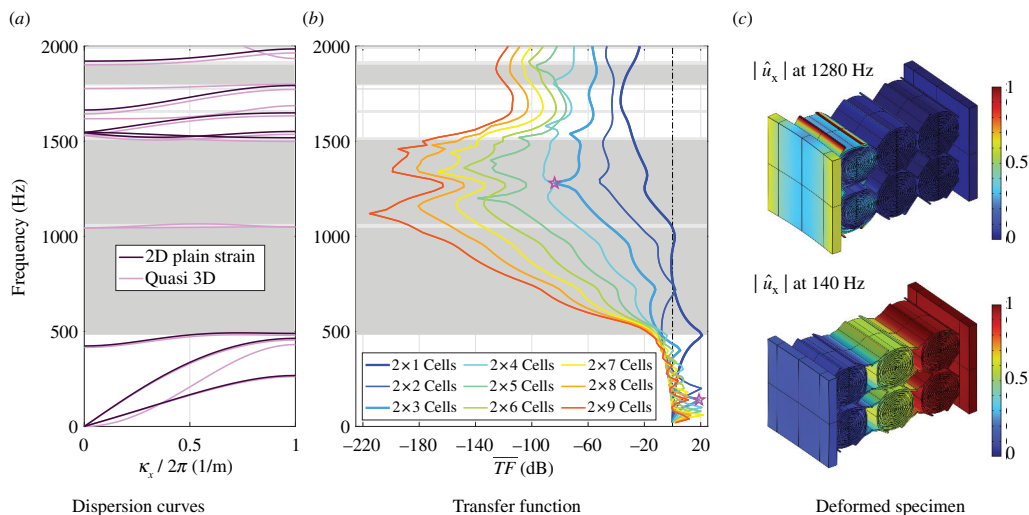 (a)
(b)
(c)
2000
1500
1000
500
0
Frequency (Hz)
2D plain strain
Quasi 3D
0
0.5
1
κx / 2π (1/m)
2000
1500
1000
500
0
2×1 Cells
2×2 Cells
2×3 Cells
2×4 Cells
2×5 Cells
2×6 Cells
2×7 Cells
2×8 Cells
2×9 Cells
−220
−180
−140
−100
−60
−20
20
TF (dB)
| ûx | at 1280 Hz
1
0.5
0
| ûx | at 140 Hz
1
0.5
0
Dispersion curves
Transfer function
Deformed specimen